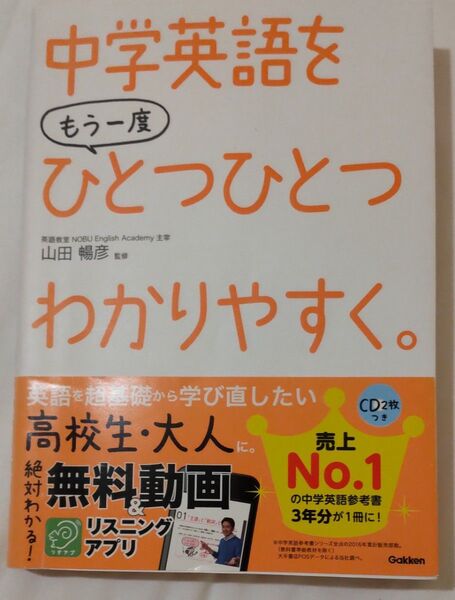 中学英語を
もう一度
ひとつひとつ
英語教室 NOBU English Academy 主宰
山田 暢彦 監修
わかりやすく。
英語を超基礎から学び直したい
高校生・大人に。
絶対わかる!
無料動画
&リスニング
アプリ
りすアプ
CD2枚
つき
売上
No.1
の中学英語参考書
3年分が1冊に!
Gakken